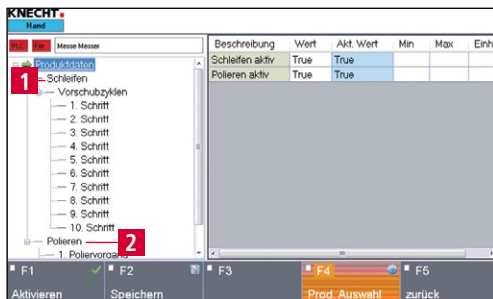 KNECHT
Hand
PLC File Messe Messer
Produktdaten
1 Schleifen
Vorschubzyklen
1. Schritt
2. Schritt
3. Schritt
4. Schritt
5. Schritt
6. Schritt
7. Schritt
8. Schritt
9. Schritt
10. Schritt
Polieren 2
1. Poliervorgang
Beschreibung Wert Akt. Wert Min Max Einh
Schleifen aktiv True True
Polieren aktiv True True
F1 F2 F3 F4 F5
Aktivieren Speichern Prod. Auswahl zurück